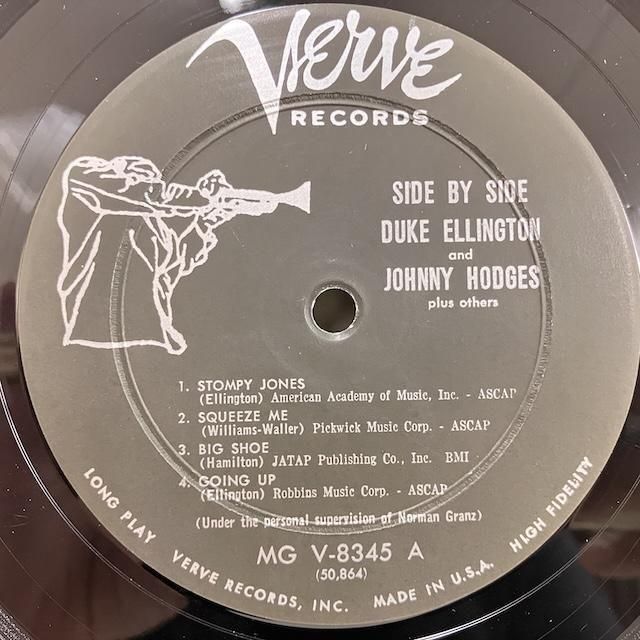 Verve
RECORDS
SIDE BY SIDE
DUKE ELLINGTON
and
JOHNNY HODGES
plus others
1. STOMPY JONES
(Ellington) American Academy of Music, Inc. - ASCAP
2. SQUEEZE ME
(Williams-Waller) Pickwick Music Corp. - ASCAP
3. BIG SHOE
(Hamilton) JATAP Publishing Co., Inc. BMI
4. GOING UP
(Ellington) Robbins Music Corp. - ASCAP
(Under the personal supervision of Norman Granz)
MG V-8345 A
(50,864)
LONG PLAY VERVE RECORDS, INC. MADE IN U.S.A. HIGH FIDELITY